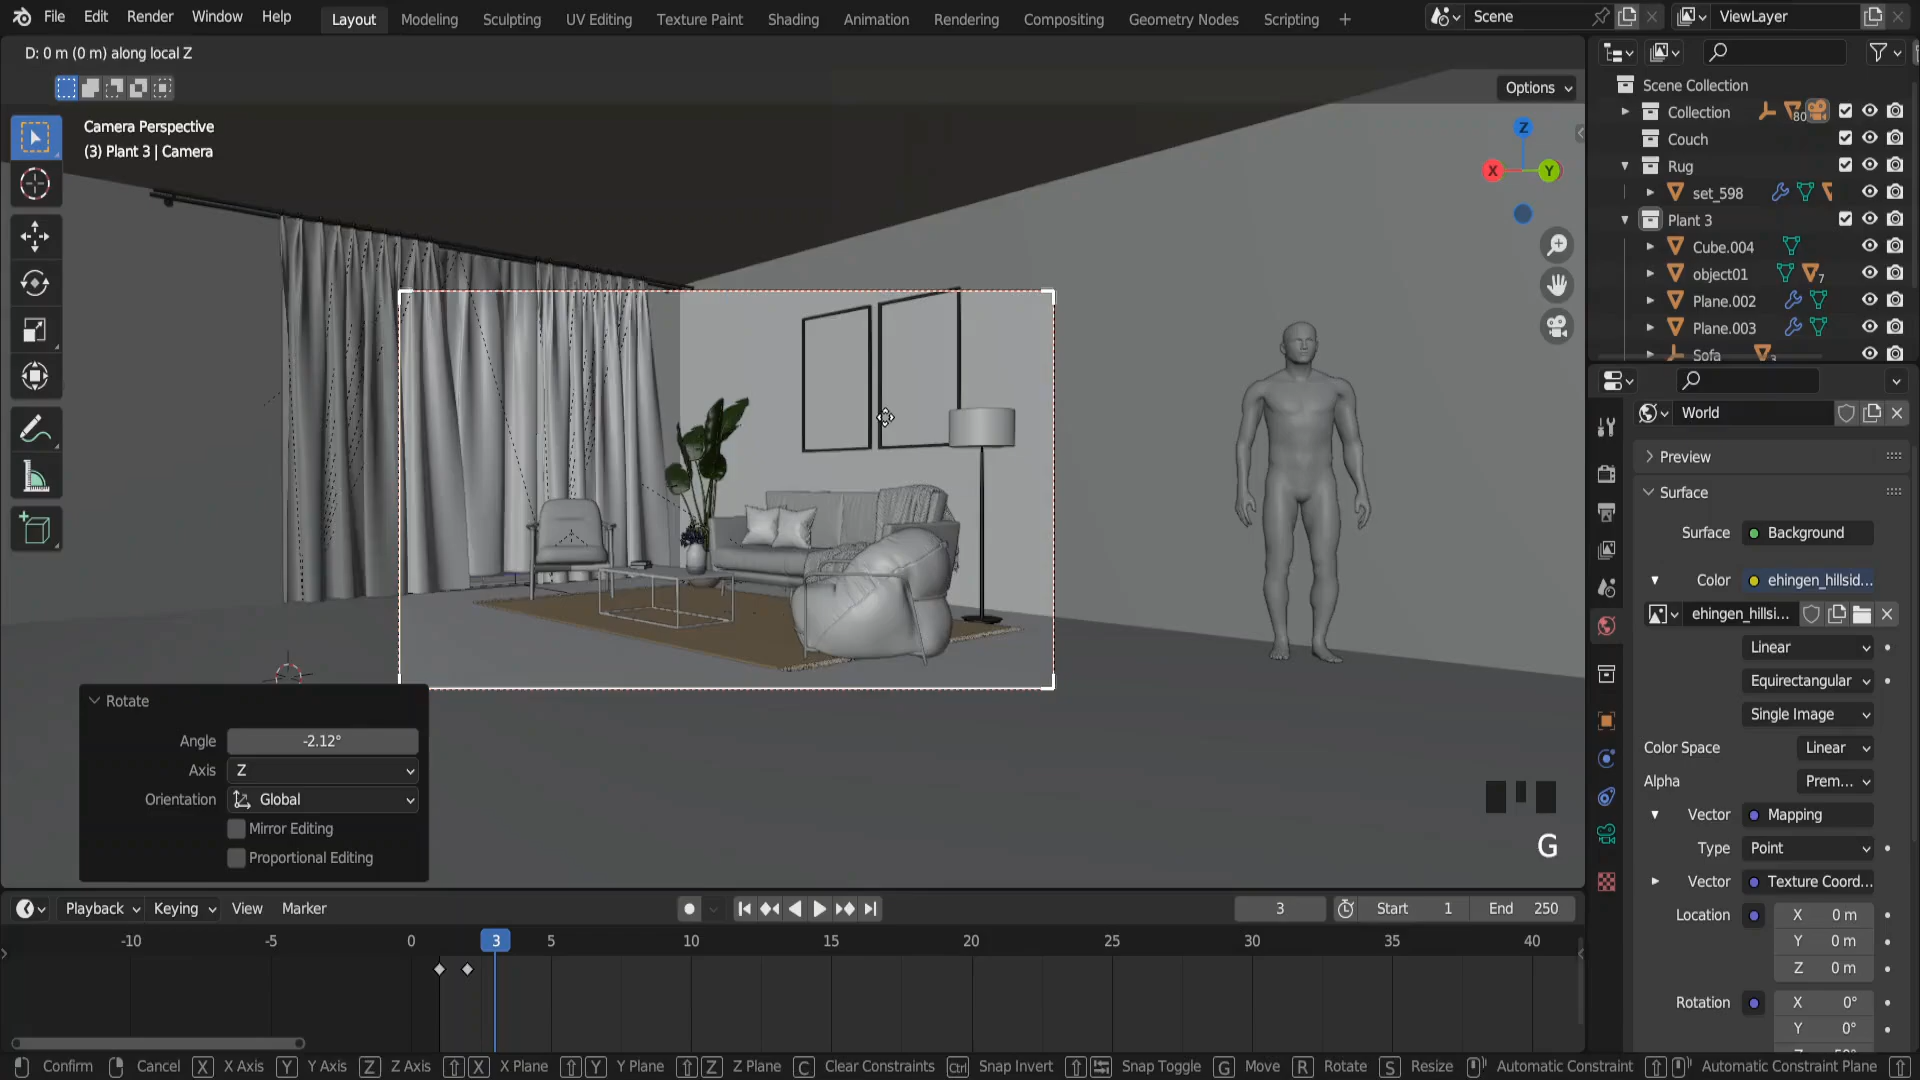 File Edit Render Window Help
Layout Modeling Sculpting UV Editing Texture Paint Shading Animation Rendering Compositing Geometry Nodes Scripting +
Scene
ViewLayer
D: 0 m (0 m) along local Z
Options
Camera Perspective
(3) Plant 3 | Camera
Z
X
Y
Scene Collection
Collection
80
Couch
Rug
set_598
Plant 3
Cube.004
object01
7
Plane.002
Plane.003
Sofa
3
World
Preview
Surface
Surface Background
Color ehingen_hillsid...
ehingen_hillsi...
Linear
Equirectangular
Single Image
Color Space Linear
Alpha Prem...
Vector Mapping
Type Point
Vector Texture Coord...
Location X 0 m
Y 0 m
Z 0 m
Rotation X 0°
Y 0°
Rotate
Angle -2.12°
Axis Z
Orientation Global
Mirror Editing
Proportional Editing
G
Playback Keying View Marker
3
Start 1
End 250
-10 -5 0 3 5 10 15 20 25 30 35 40
Confirm Cancel X X Axis Y Y Axis Z Z Axis X X Plane Y Y Plane Z Z Plane C Clear Constraints Ctrl Snap Invert Snap Toggle G Move R Rotate S Resize Automatic Constraint Automatic Constraint Plane